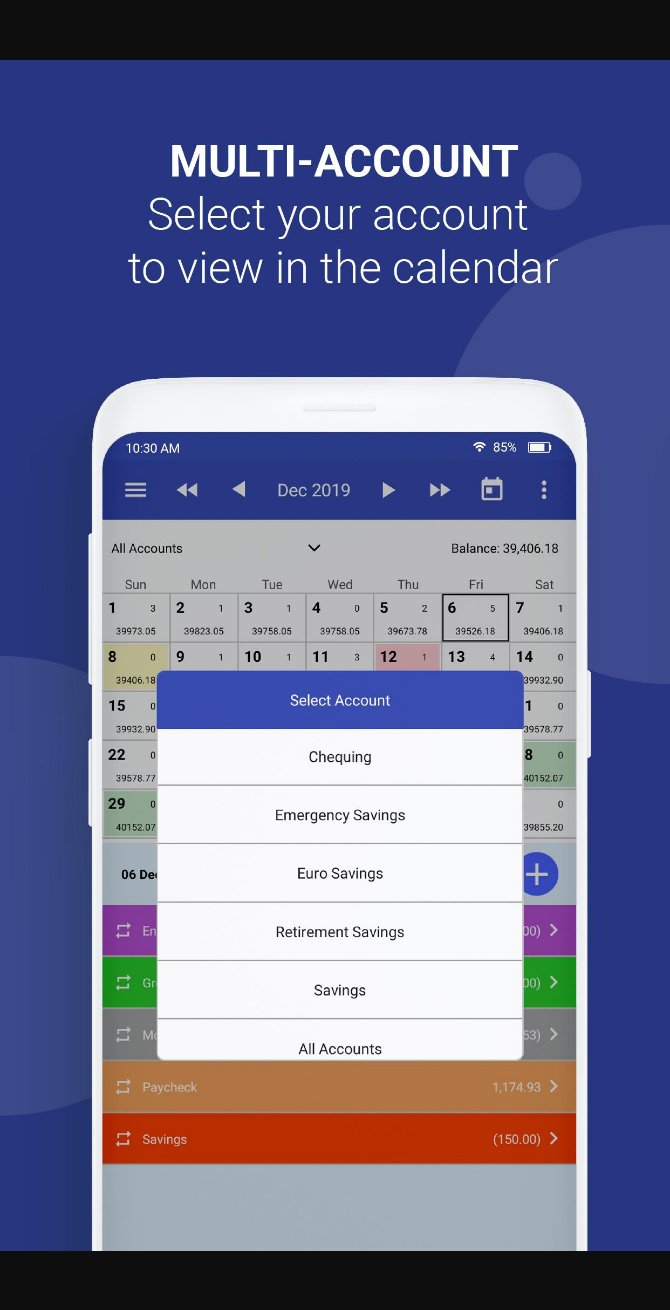 MULTI-ACCOUNT
Select your account
to view in the calendar
10:30 AM 85%
Dec 2019
All Accounts Balance: 39,406.18
Sun Mon Tue Wed Thu Fri Sat
1 3 2 1 3 1 4 0 5 2 6 5 7 1
39973.05 39823.05 39758.05 39758.05 39673.78 39526.18 39406.18
8 0 9 1 10 1 11 3 12 1 13 4 14 0
39406.18 39932.90
Select Account
15 0 1 0
39932.90 39578.77
Chequing
22 0 8 0
39578.77 40152.07
29 0 0
Emergency Savings
40152.07 39855.20
06 Dec
Euro Savings
En 00)
Retirement Savings
Gr 00)
Savings
Mo 53)
All Accounts
Paycheck 1,174.93
Savings (150.00)